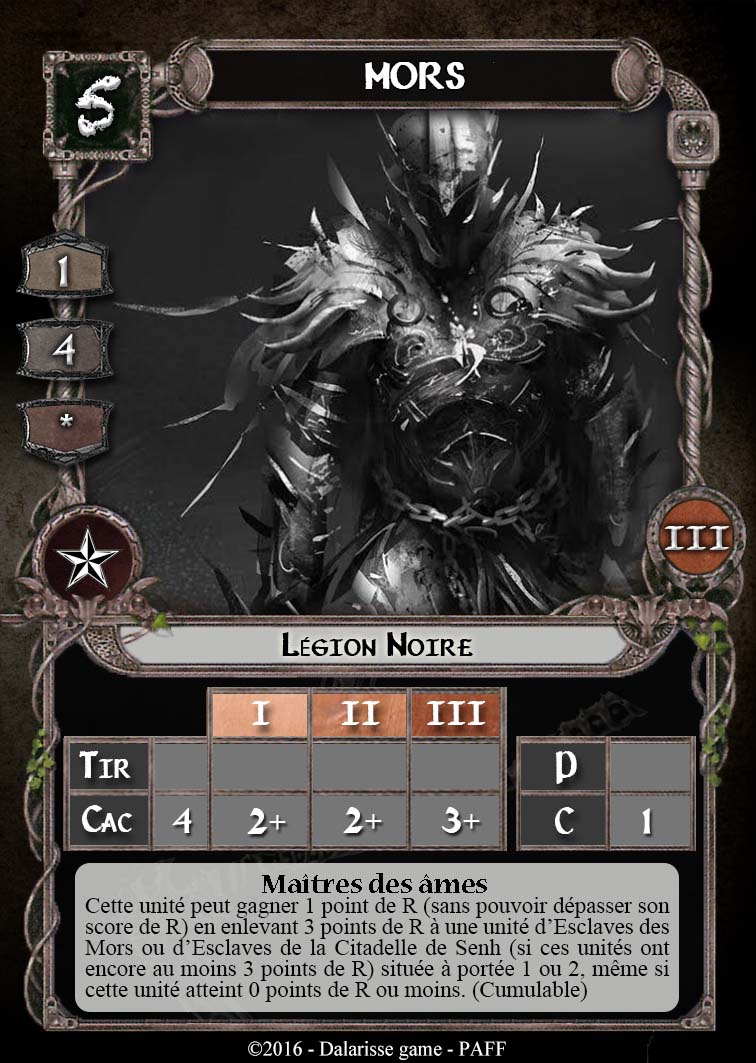 MORS
5
1
4
*
III
Légion Noire
I II III
Tir
Cac 4 2+ 2+ 3+
P
C 1
Maîtres des âmes
Cette unité peut gagner 1 point de R (sans pouvoir dépasser son
score de R) en enlevant 3 points de R à une unité d’Esclaves des
Mors ou d’Esclaves de la Citadelle de Senh (si ces unités ont
encore au moins 3 points de R) située à portée 1 ou 2, même si
cette unité atteint 0 points de R ou moins. (Cumulable)
©2016 - Dalarisse game - PAFF